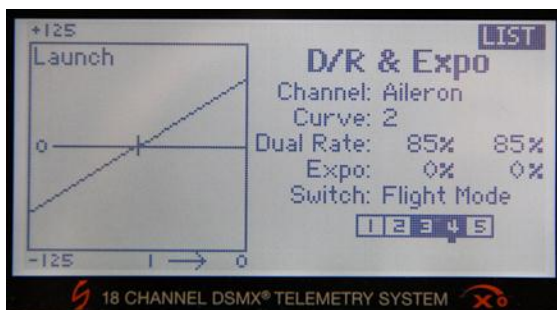 +125
LIST
Launch
D/R & Expo
Channel: Aileron
Curve: 2
0
Dual Rate: 85% 85%
Expo: 0% 0%
Switch: Flight Mode
1 2 3 4 5
-125 1 → 0
18 CHANNEL DSMX® TELEMETRY SYSTEM